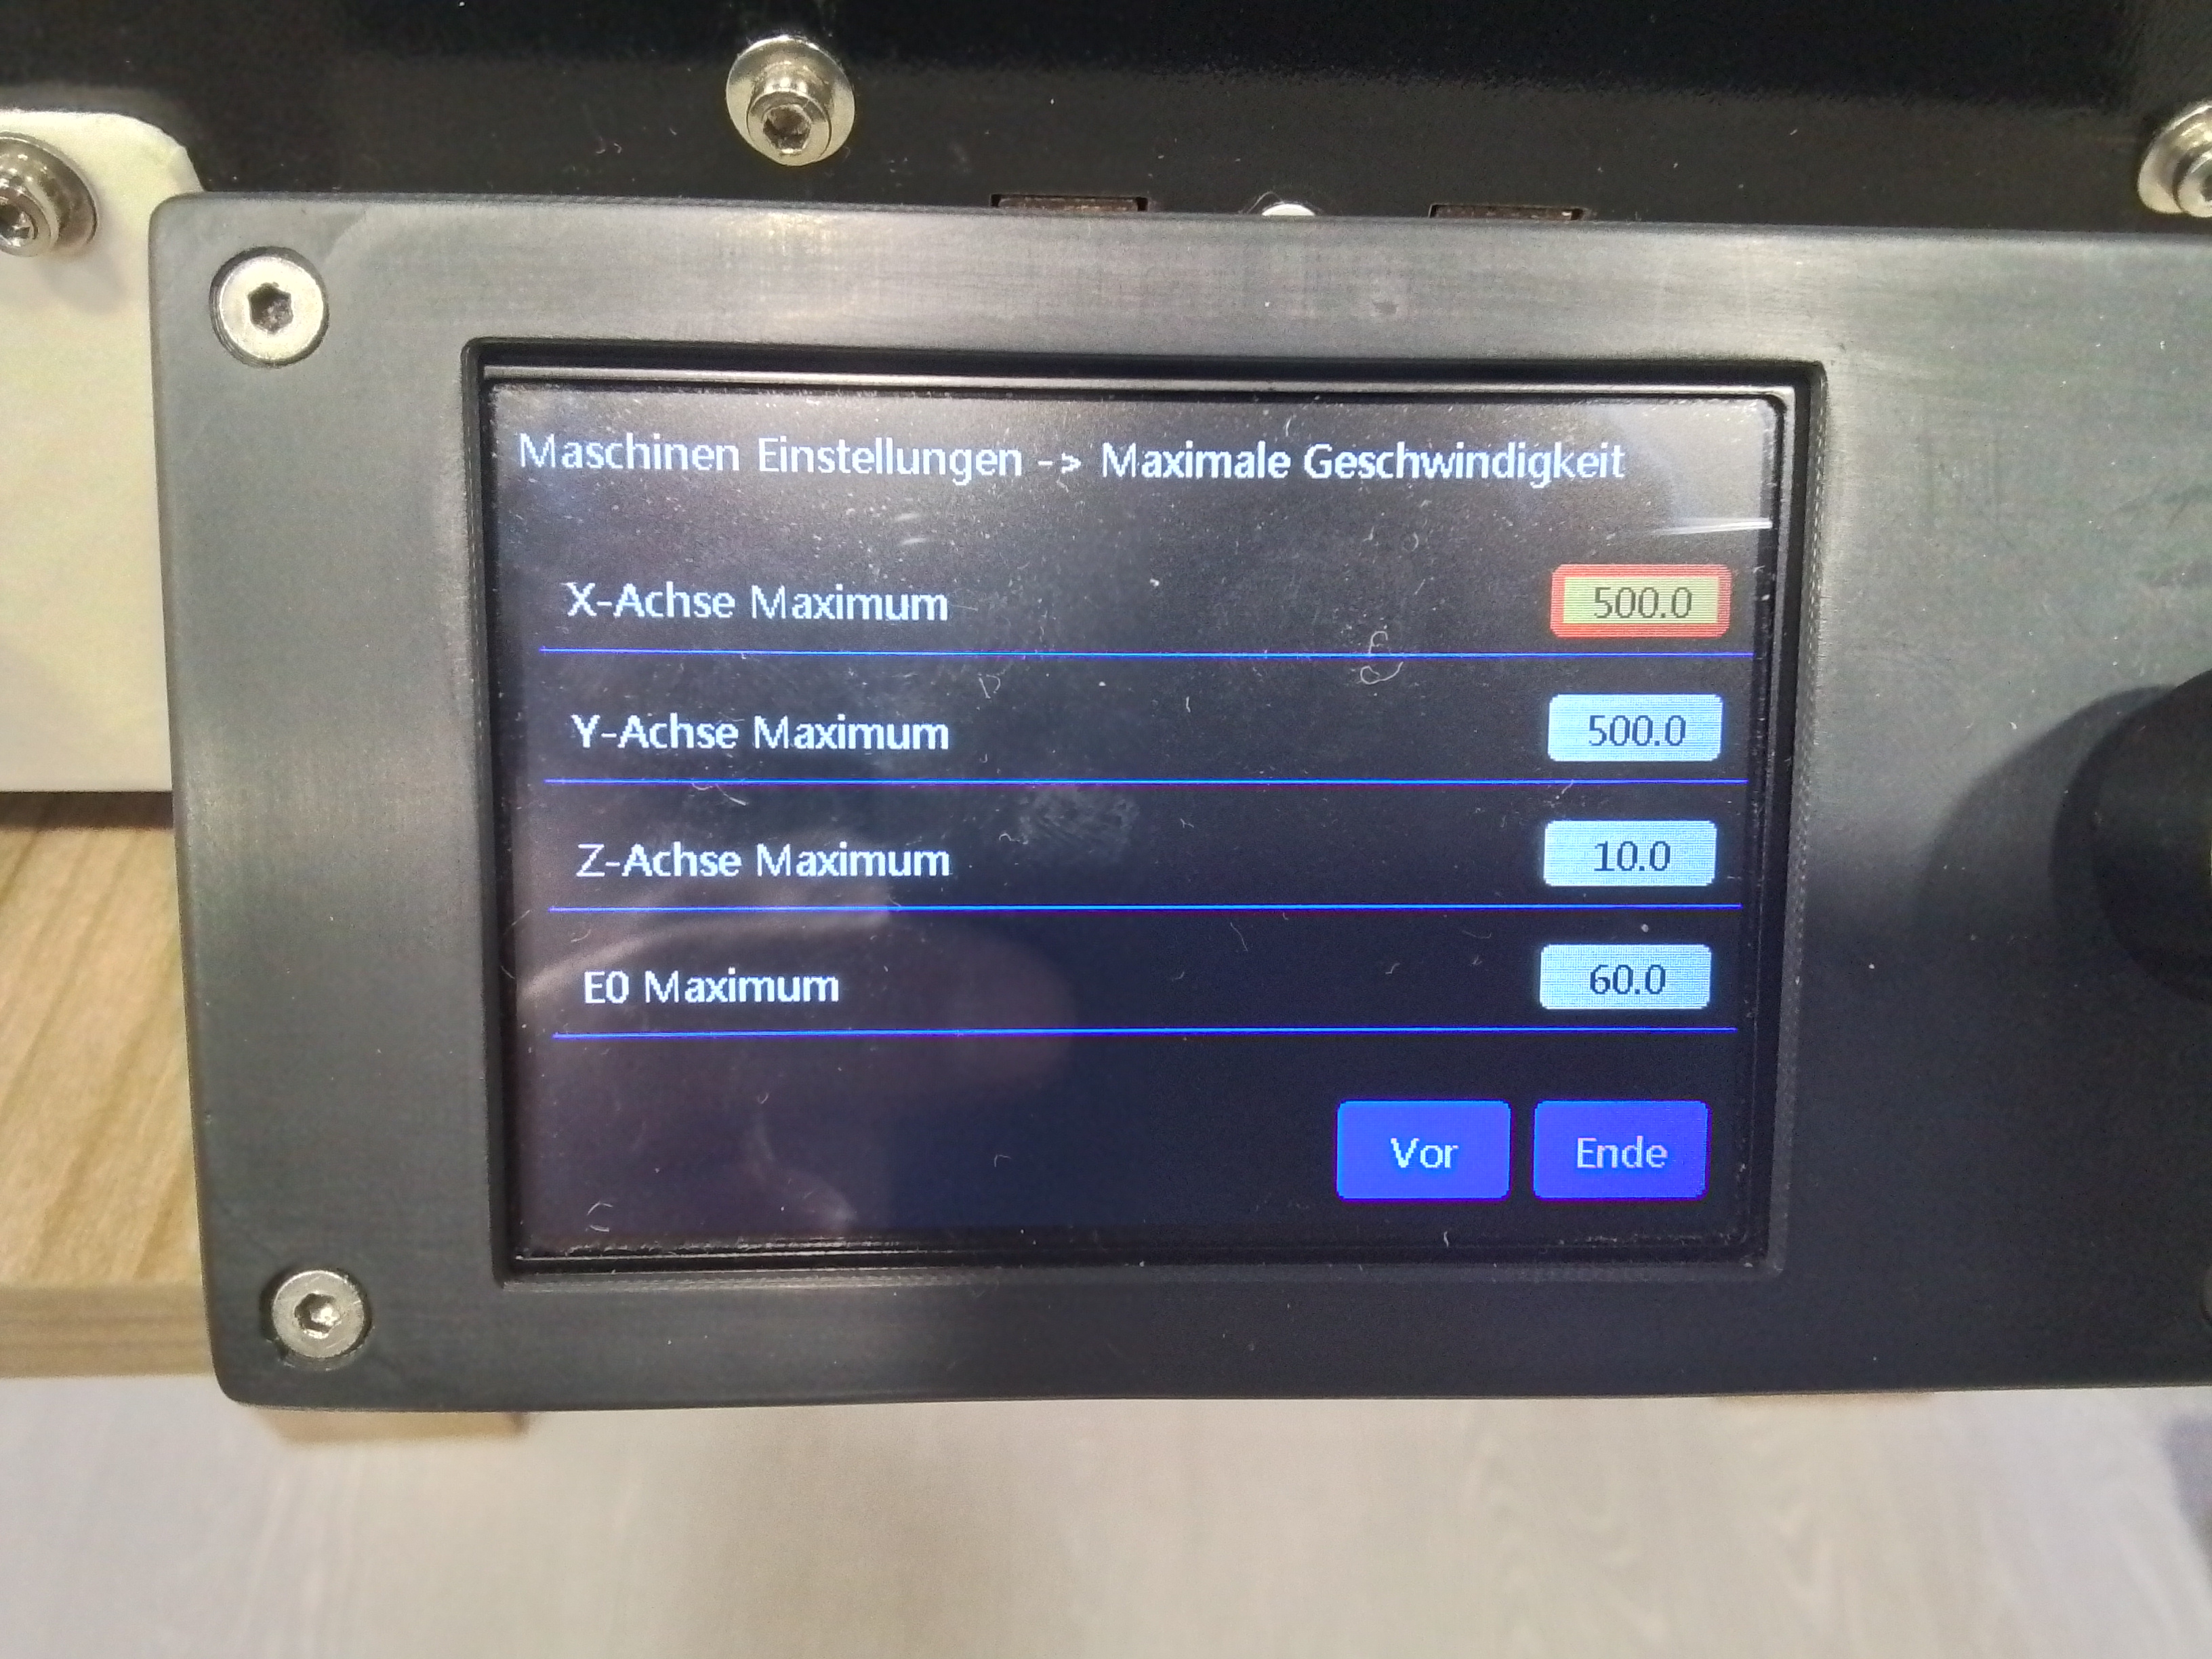 Maschinen Einstellungen -> Maximale Geschwindigkeit
X-Achse Maximum 500.0
Y-Achse Maximum 500.0
Z-Achse Maximum 10.0
E0 Maximum 60.0
Vor Ende